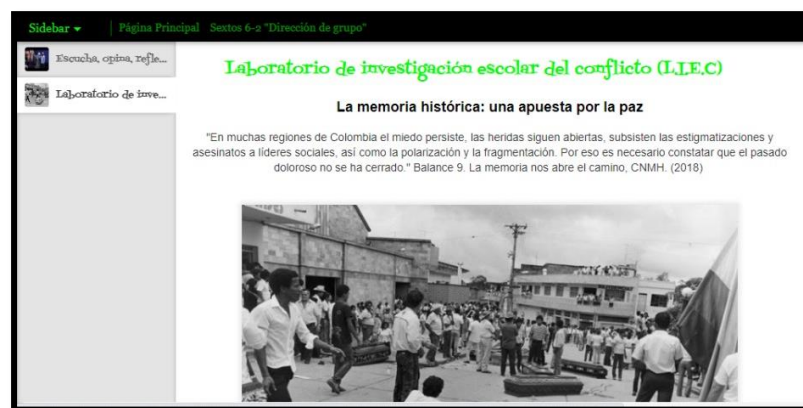 Sidebar Página Principal Sextos 6-2 "Dirección de grupo"
Escucha, opina, refle...
Laboratorio de inve...
Laboratorio de investigación escolar del conflicto (L.I.E.C)
La memoria histórica: una apuesta por la paz
"En muchas regiones de Colombia el miedo persiste, las heridas siguen abiertas, subsisten las estigmatizaciones y
asesinatos a líderes sociales, así como la polarización y la fragmentación. Por eso es necesario constatar que el pasado
doloroso no se ha cerrado." Balance 9. La memoria nos abre el camino, CNMH. (2018)